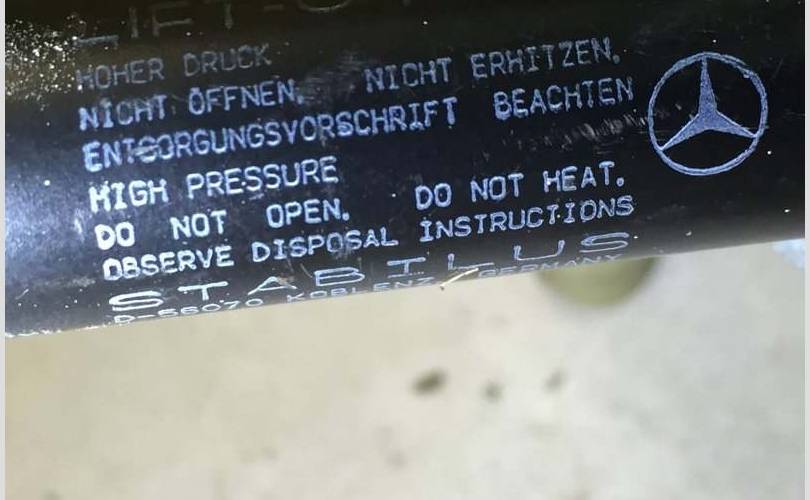 LIFT-O
HOHER DRUCK
NICHT ÖFFNEN. NICHT ERHITZEN.
ENTSORGUNGSVORSCHRIFT BEACHTEN
HIGH PRESSURE
DO NOT OPEN. DO NOT HEAT.
OBSERVE DISPOSAL INSTRUCTIONS
STABILUS
D-56070 KOBLENZ / GERMANY